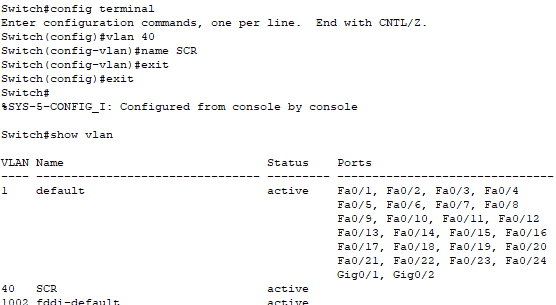 Switch#config terminal
Enter configuration commands, one per line.  End with CNTL/Z.
Switch(config)#vlan 40
Switch(config-vlan)#name SCR
Switch(config-vlan)#exit
Switch(config)#exit
Switch#
%SYS-5-CONFIG_I: Configured from console by console
Switch#show vlan
VLAN Name                             Status    Ports
---- -------------------------------- --------- -------------------------------
1    default                          active    Fa0/1, Fa0/2, Fa0/3, Fa0/4
                                                Fa0/5, Fa0/6, Fa0/7, Fa0/8
                                                Fa0/9, Fa0/10, Fa0/11, Fa0/12
                                                Fa0/13, Fa0/14, Fa0/15, Fa0/16
                                                Fa0/17, Fa0/18, Fa0/19, Fa0/20
                                                Fa0/21, Fa0/22, Fa0/23, Fa0/24
                                                Gig0/1, Gig0/2
40   SCR                              active
1002 fddi-default                     active